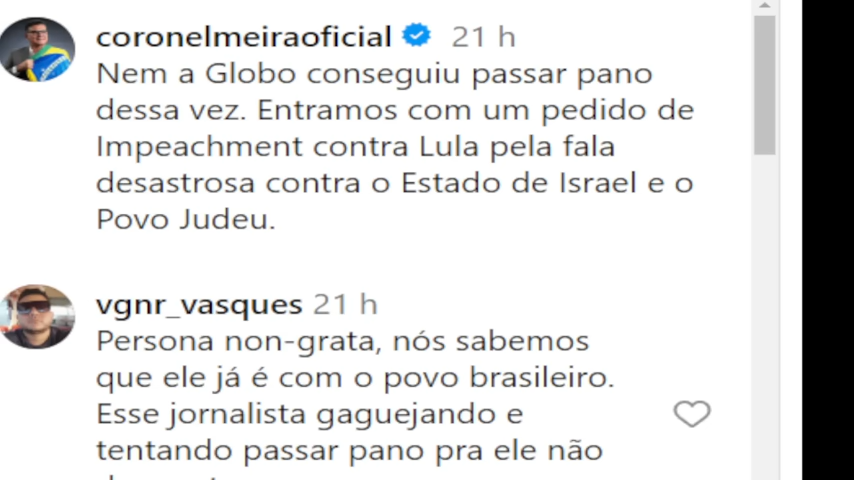 coronelmeiraoficial 21 h
Nem a Globo conseguiu passar pano
dessa vez. Entramos com um pedido de
Impeachment contra Lula pela fala
desastrosa contra o Estado de Israel e o
Povo Judeu.
vgnr_vasques 21 h
Persona non-grata, nós sabemos
que ele já é com o povo brasileiro.
Esse jornalista gaguejando e
tentando passar pano pra ele não